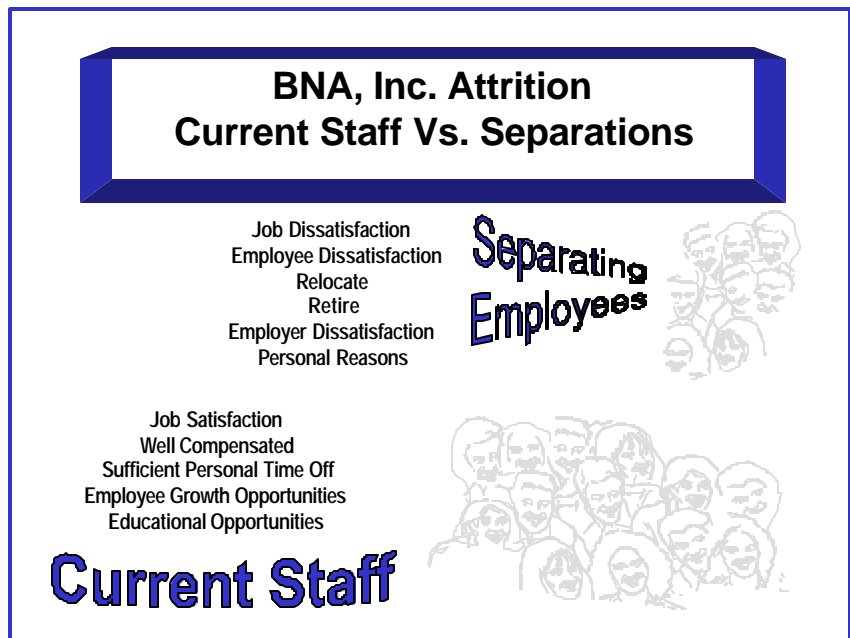 BNA, Inc. Attrition
Current Staff Vs. Separations
Job Dissatisfaction
Employee Dissatisfaction
Relocate
Retire
Employer Dissatisfaction
Personal Reasons
Separating
Employees
Job Satisfaction
Well Compensated
Sufficient Personal Time Off
Employee Growth Opportunities
Educational Opportunities
Current Staff